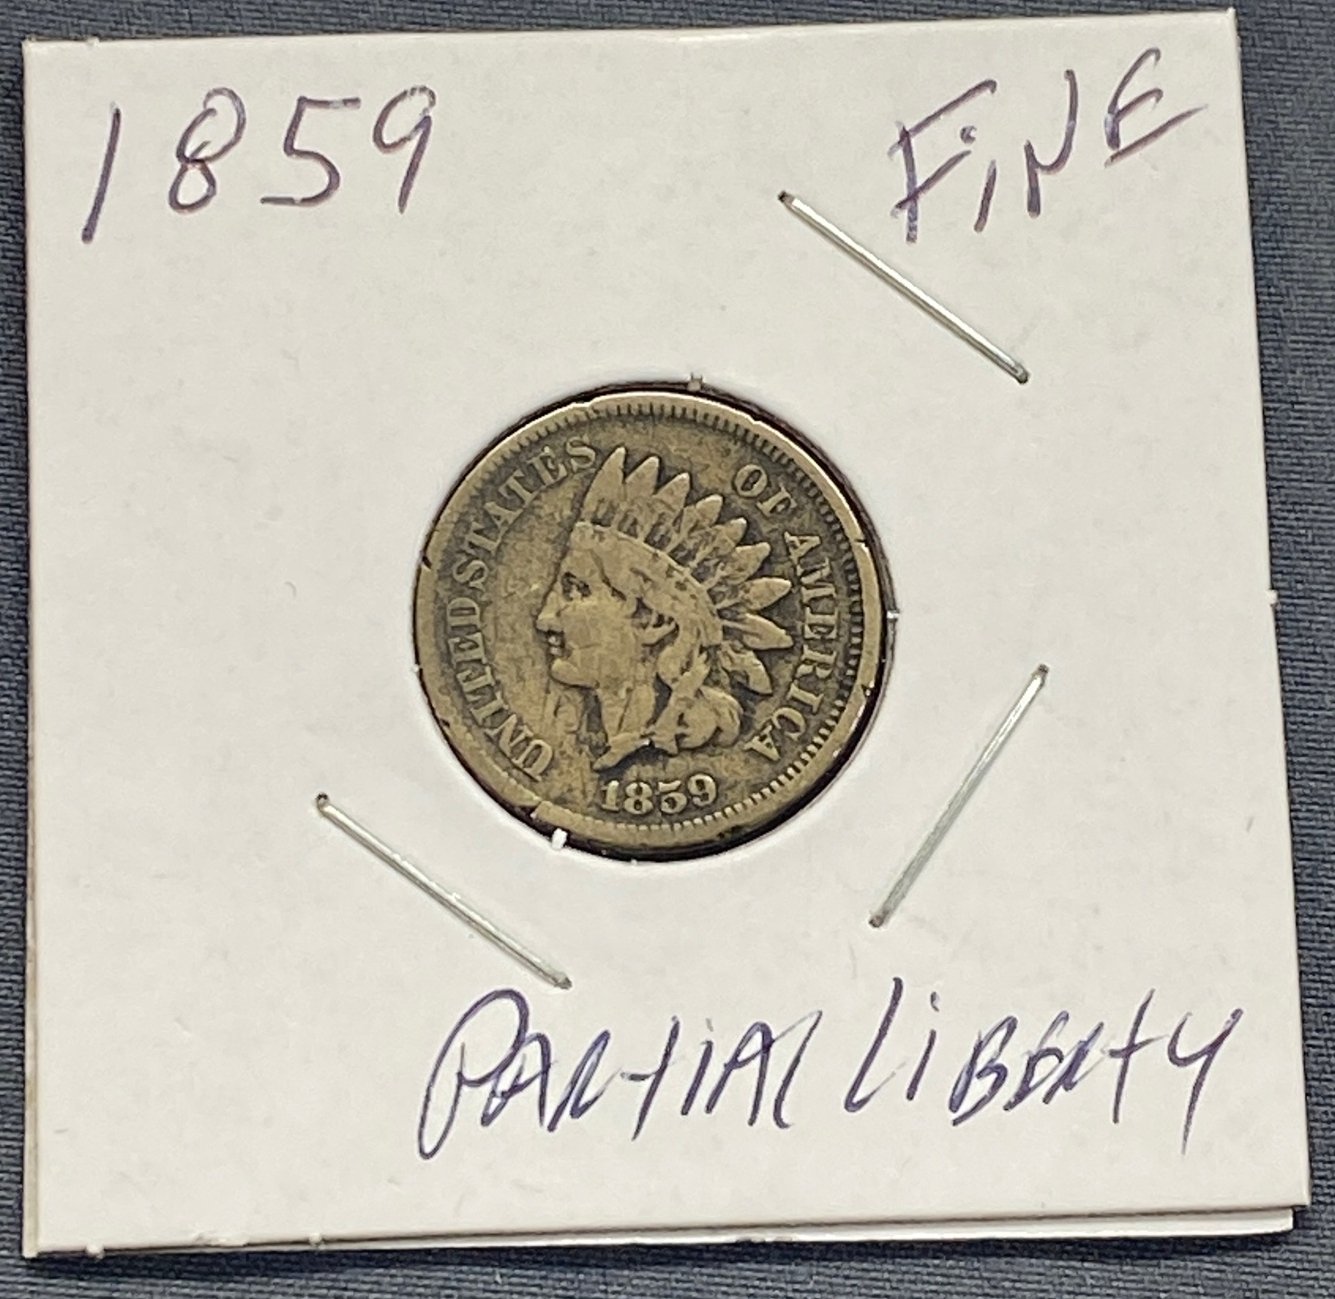 1859 FiNE
UNITED STATES OF AMERICA
1859
PARtiAL LiBERtY